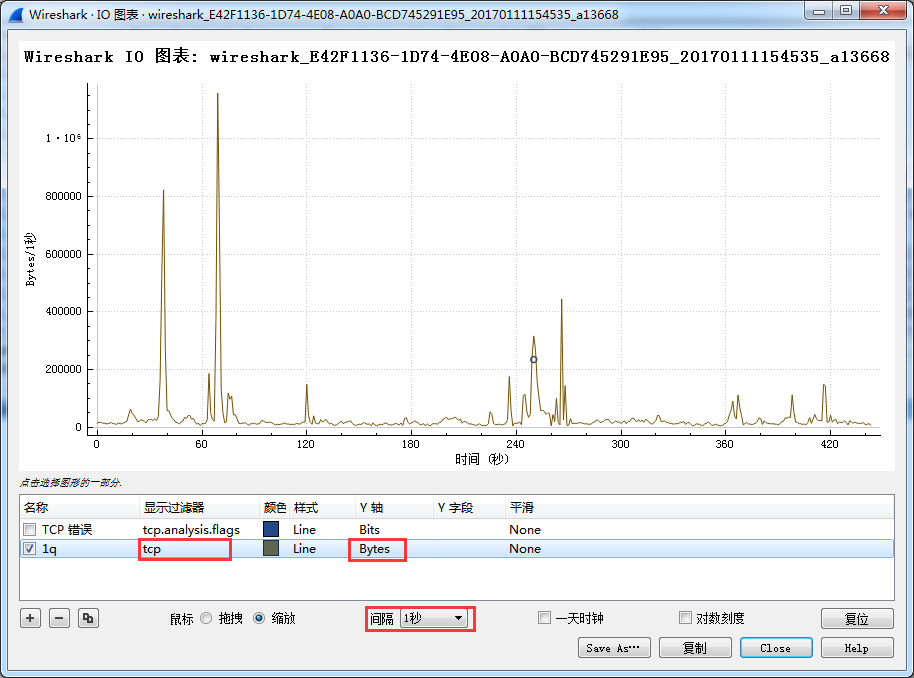 Wireshark · IO 图表 · wireshark_E42F1136-1D74-4E08-A0A0-BCD745291E95_20170111154535_a13668
Wireshark IO 图表: wireshark_E42F1136-1D74-4E08-A0A0-BCD745291E95_20170111154535_a13668
1·10⁶
800000
600000
400000
200000
0
Bytes/1秒
0 60 120 180 240 300 360 420
时间 (秒)
点击选择图形的一部分.
名称 显示过滤器 颜色 样式 Y 轴 Y 字段 平滑
TCP 错误 tcp.analysis.flags Line Bits None
1q tcp Line Bytes None
鼠标 拖拽 缩放 间隔 1秒 一天时钟 对数刻度 复位
Save As… 复制 Close Help